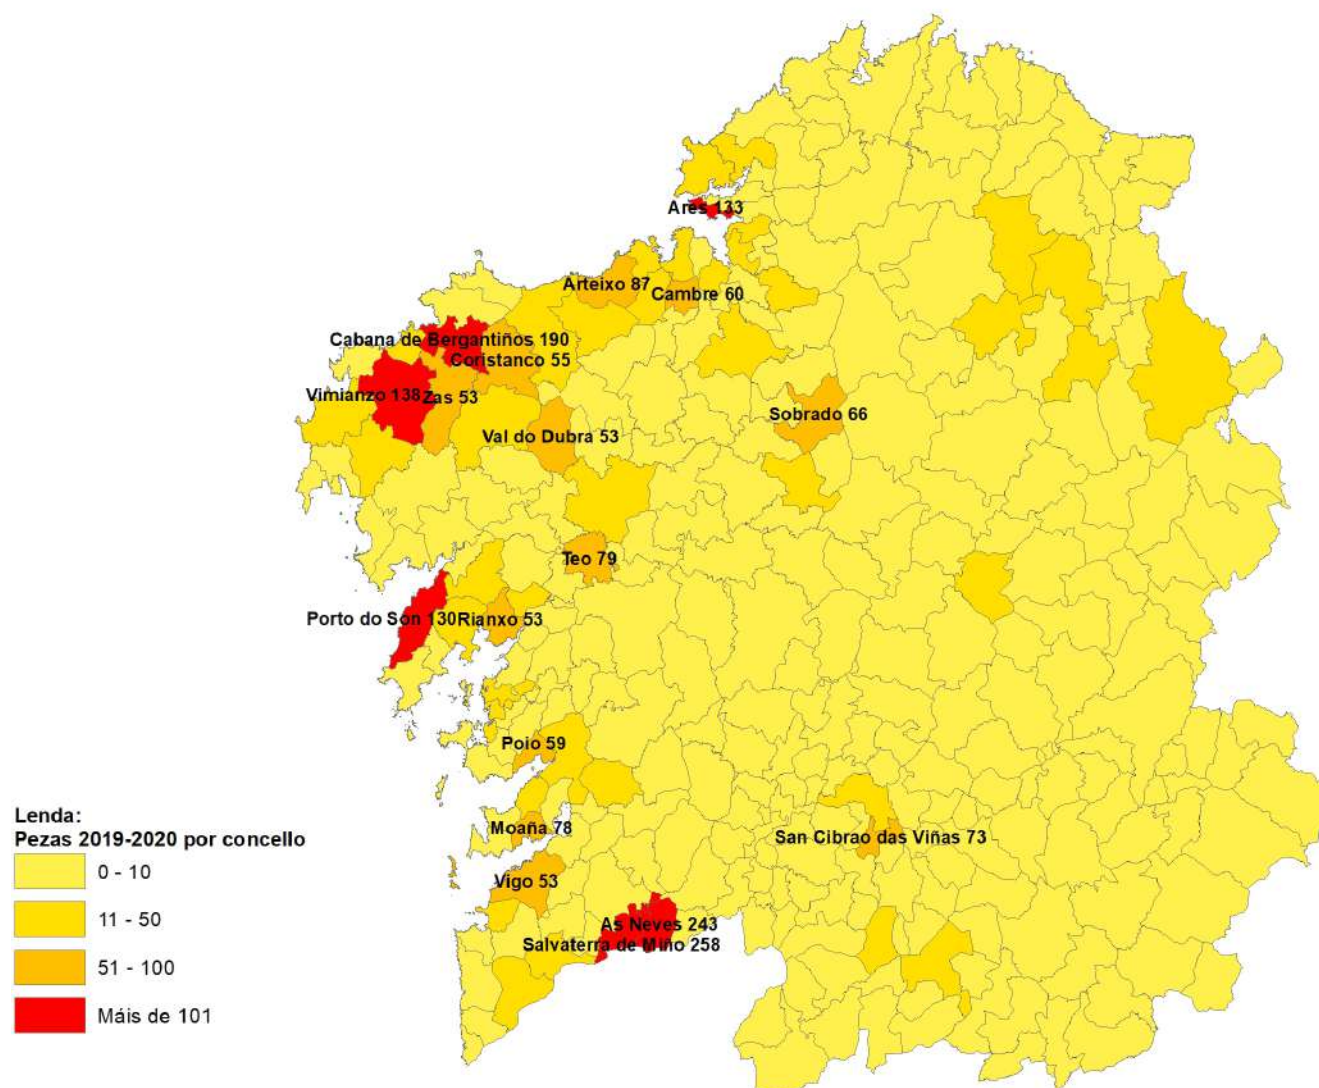 Ares 133
Arteixo 87
Cambre 60
Cabana de Bergantiños 190
Coristanco 55
Vimianzo 138
Zas 53
Sobrado 66
Val do Dubra 53
Teo 79
Porto do Son 130
Rianxo 53
Poio 59
Moaña 78
San Cibrao das Viñas 73
Vigo 53
As Neves 243
Salvaterra de Miño 258
Lenda:
Pezas 2019-2020 por concello
0 - 10
11 - 50
51 - 100
Máis de 101